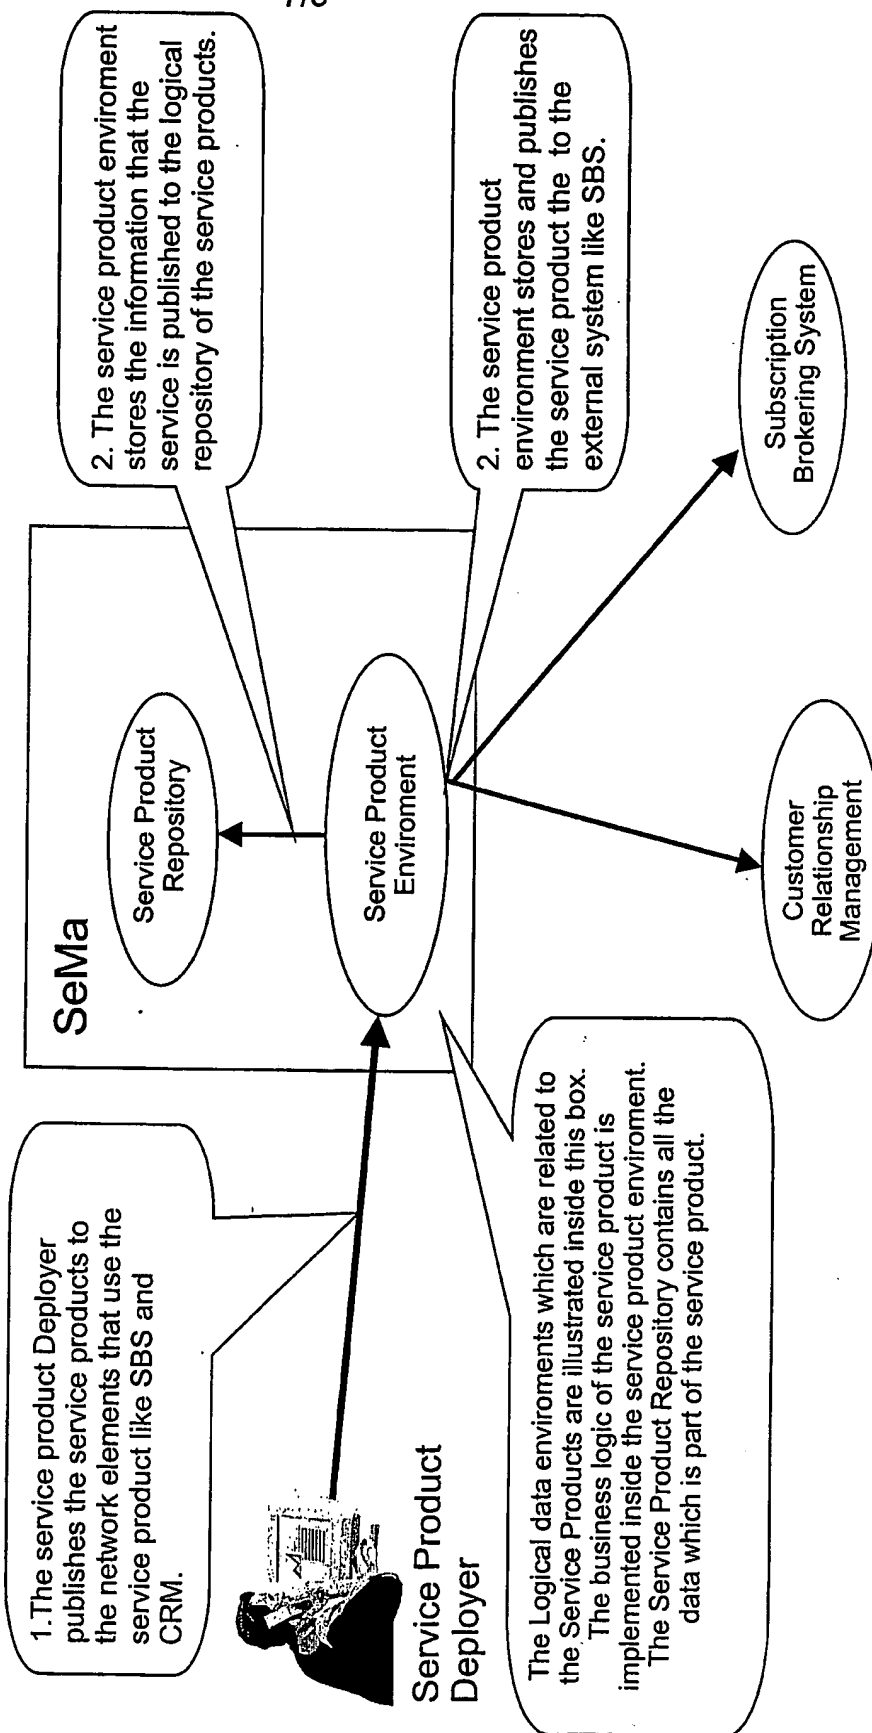 1.The service product Deployer
publishes the service products to
the network elements that use the
service product like SBS and
CRM.
SeMa
Service Product
Repository
2. The service product enviroment
stores the information that the
service is published to the logical
repository of the service products.
Service Product
Deployer
Service Product
Enviroment
2. The service product
environment stores and publishes
the service product the to the
external system like SBS.
The Logical data enviroments which are related to
the Service Products are illustrated inside this box.
The business logic of the service product is
implemented inside the service product enviroment.
The Service Product Repository contains all the
data which is part of the service product.
Customer
Relationship
Management
Subscription
Brokering System